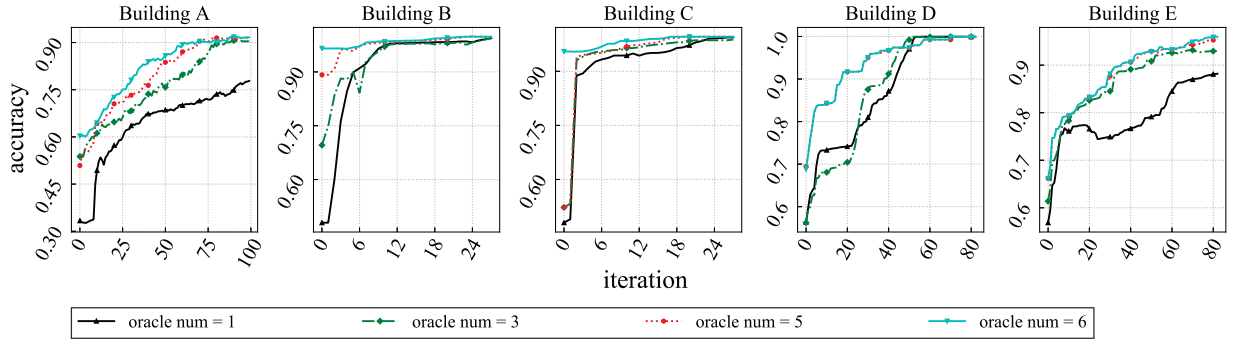 Building A
Building B
Building C
Building D
Building E
accuracy
0.90
0.75
0.60
0.45
0.30
0.90
0.75
0.60
0.90
0.75
0.60
1.0
0.9
0.8
0.7
0.6
0.9
0.8
0.7
0.6
0 25 50 75 100
0 6 12 18 24
0 6 12 18 24
0 20 40 60 80
0 20 40 60 80
iteration
oracle num = 1 oracle num = 3 oracle num = 5 oracle num = 6